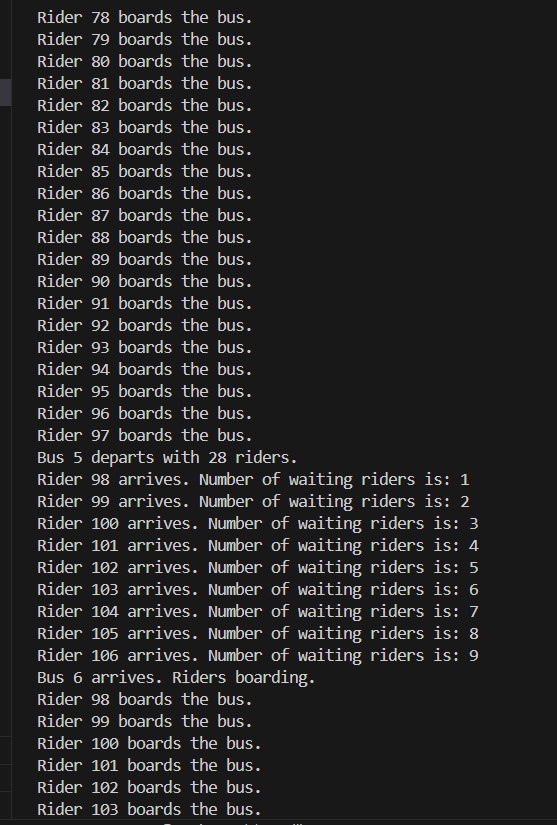 Rider 78 boards the bus.
Rider 79 boards the bus.
Rider 80 boards the bus.
Rider 81 boards the bus.
Rider 82 boards the bus.
Rider 83 boards the bus.
Rider 84 boards the bus.
Rider 85 boards the bus.
Rider 86 boards the bus.
Rider 87 boards the bus.
Rider 88 boards the bus.
Rider 89 boards the bus.
Rider 90 boards the bus.
Rider 91 boards the bus.
Rider 92 boards the bus.
Rider 93 boards the bus.
Rider 94 boards the bus.
Rider 95 boards the bus.
Rider 96 boards the bus.
Rider 97 boards the bus.
Bus 5 departs with 28 riders.
Rider 98 arrives. Number of waiting riders is: 1
Rider 99 arrives. Number of waiting riders is: 2
Rider 100 arrives. Number of waiting riders is: 3
Rider 101 arrives. Number of waiting riders is: 4
Rider 102 arrives. Number of waiting riders is: 5
Rider 103 arrives. Number of waiting riders is: 6
Rider 104 arrives. Number of waiting riders is: 7
Rider 105 arrives. Number of waiting riders is: 8
Rider 106 arrives. Number of waiting riders is: 9
Bus 6 arrives. Riders boarding.
Rider 98 boards the bus.
Rider 99 boards the bus.
Rider 100 boards the bus.
Rider 101 boards the bus.
Rider 102 boards the bus.
Rider 103 boards the bus.